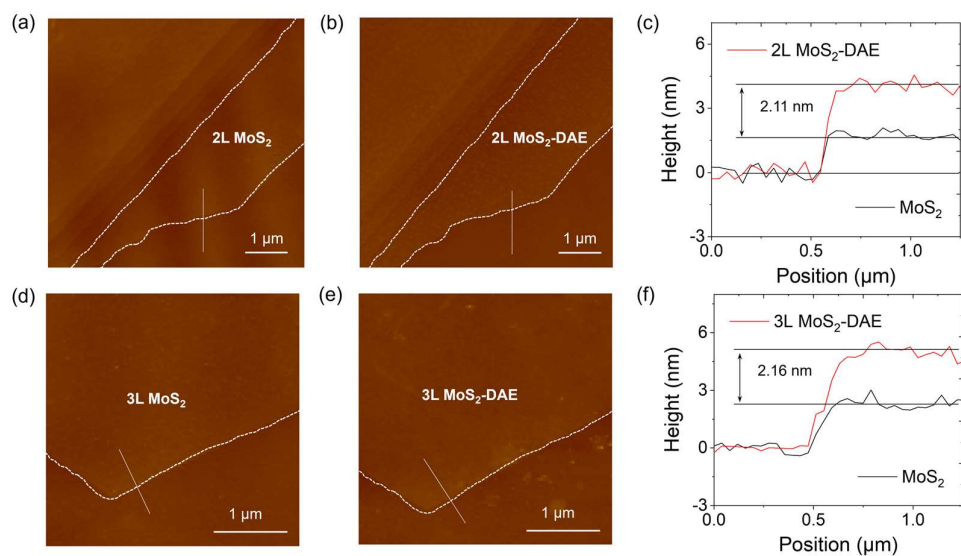 (a)
2L MoS₂
1 μm
(b)
2L MoS₂-DAE
1 μm
(c)
Height (nm)
6
3
0
-3
2L MoS₂-DAE
2.11 nm
MoS₂
0.0 0.5 1.0
Position (μm)
(d)
3L MoS₂
1 μm
(e)
3L MoS₂-DAE
1 μm
(f)
Height (nm)
6
3
0
-3
3L MoS₂-DAE
2.16 nm
MoS₂
0.0 0.5 1.0
Position (μm)